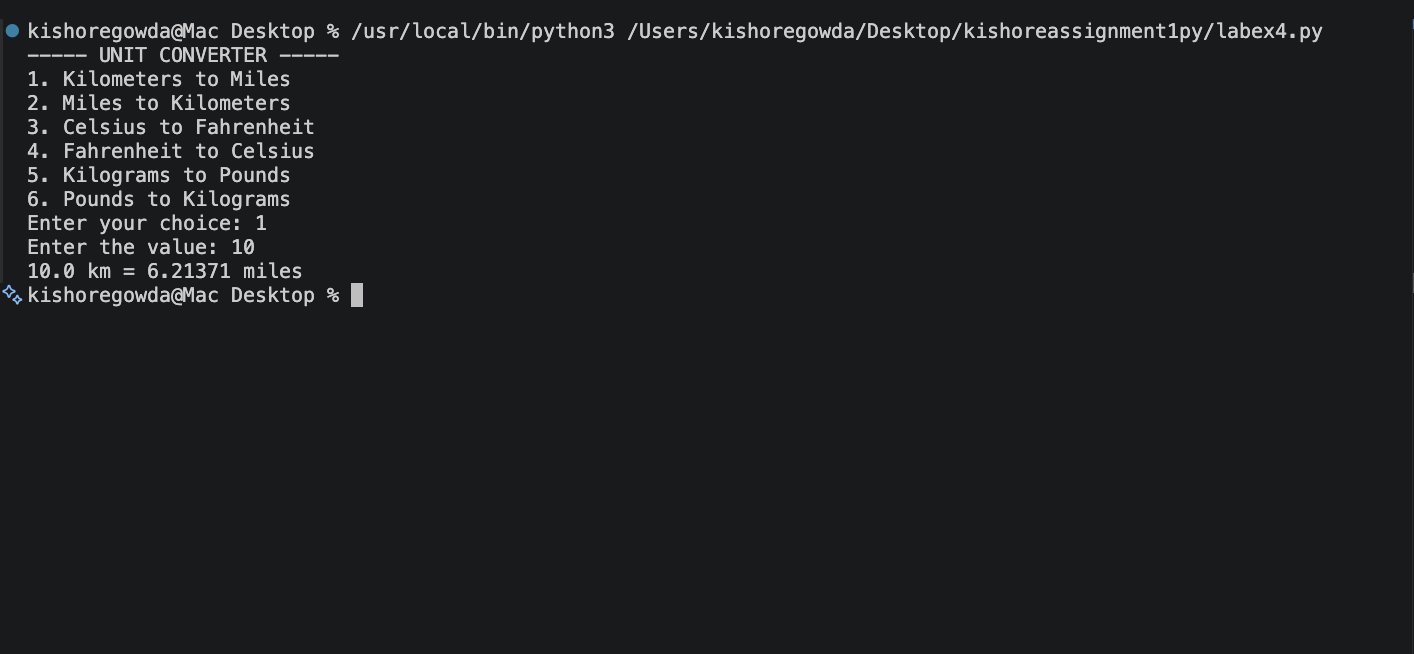 kishoregowda@Mac Desktop % /usr/local/bin/python3 /Users/kishoregowda/Desktop/kishoreassignment1py/labex4.py
----- UNIT CONVERTER -----
1. Kilometers to Miles
2. Miles to Kilometers
3. Celsius to Fahrenheit
4. Fahrenheit to Celsius
5. Kilograms to Pounds
6. Pounds to Kilograms
Enter your choice: 1
Enter the value: 10
10.0 km = 6.21371 miles
kishoregowda@Mac Desktop %